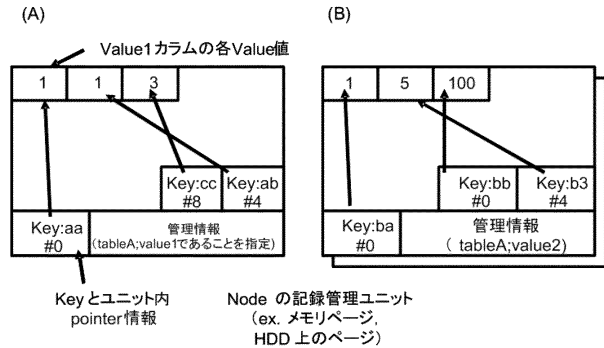 (A)
(B)
Value1カラムの各Value値
1 1 3
1 5 100
Key:cc
#8
Key:ab
#4
Key:bb
#0
Key:b3
#4
Key:aa
#0
管理情報
(tableA;value1であることを指定)
Key:ba
#0
管理情報
( tableA;value2)
Keyとユニット内
pointer情報
Node の記録管理ユニット
(ex. メモリページ,
HDD 上のページ)